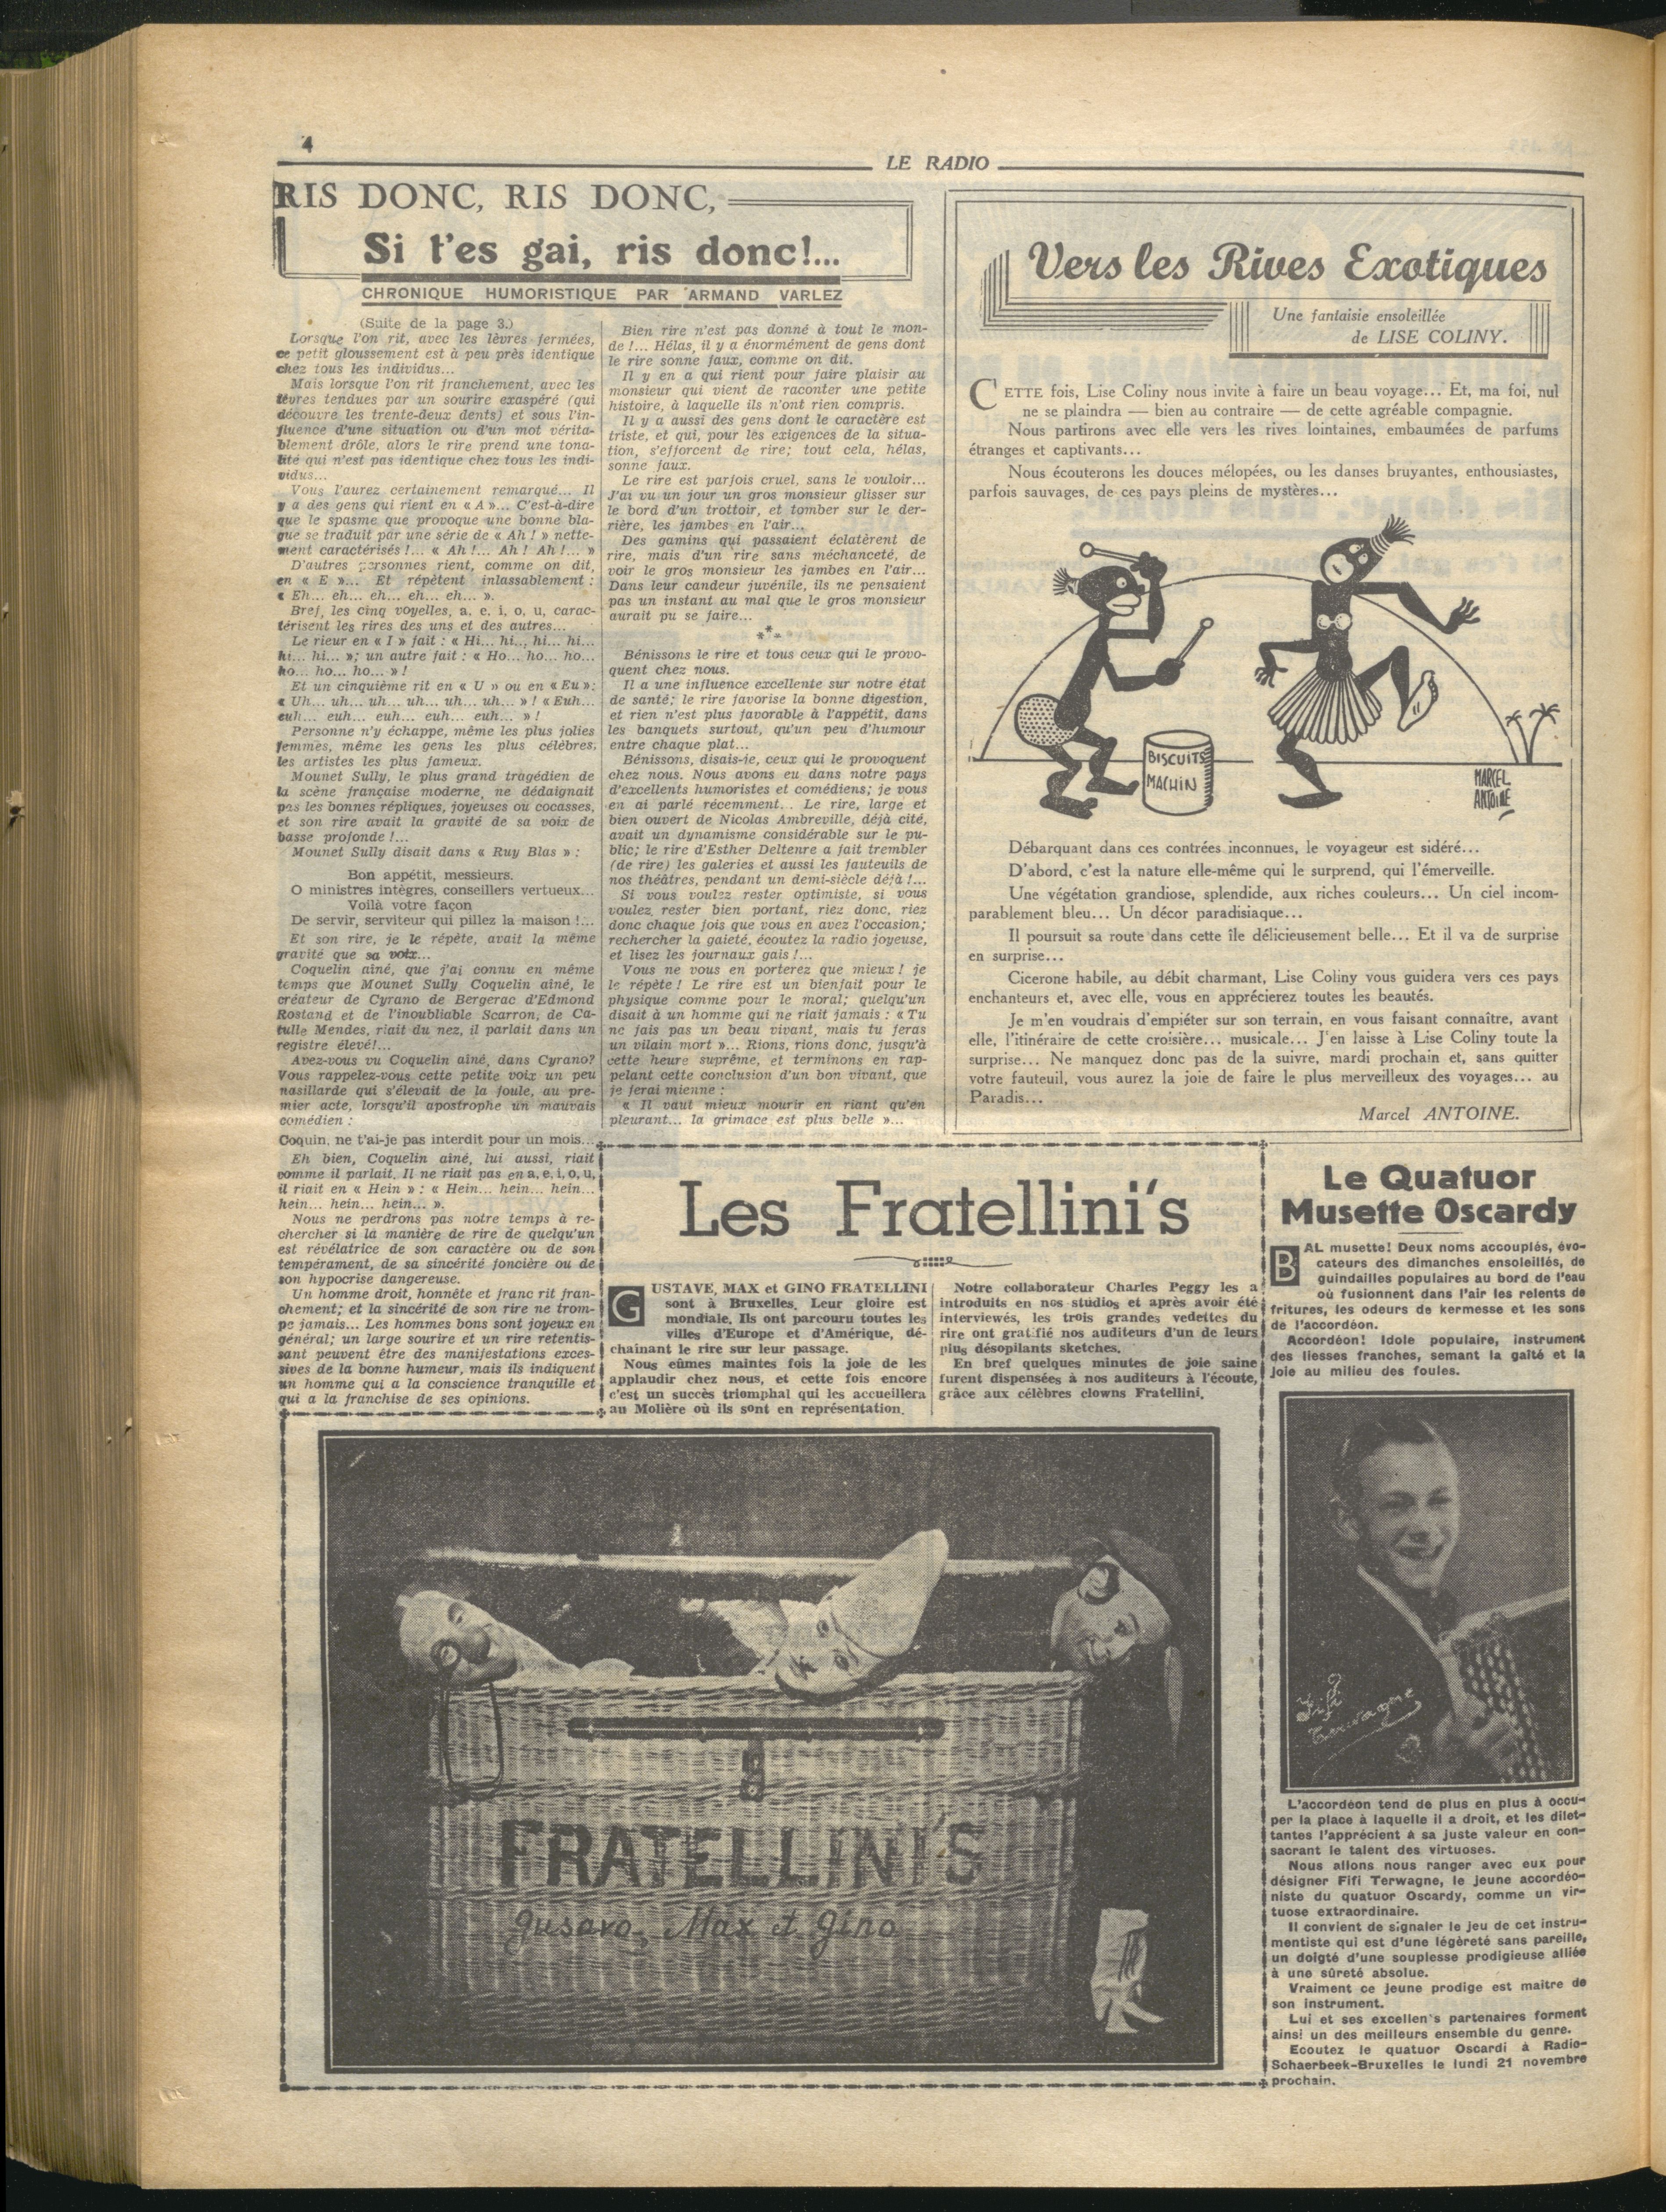 4
LE RADIO
RIS DONC, RIS DONC,
Si t'es gai, ris donc!...
CHRONIQUE HUMORISTIQUE PAR ARMAND VARLEZ
(Suite de la page 3.)
Lorsque l'on rit, avec les lèvres fermées,
ce petit gloussement est à peu près identique
chez tous les individus...
Mais lorsque l'on rit franchement, avec les
lèvres tendues par un sourire exaspéré (qui
découvre les trente-deux dents) et sous l'in-
fluence d'une situation ou d'un mot vérita-
blement drôle, alors le rire prend une tona-
lité qui n'est pas identique chez tous les indi-
vidus...
Vous l'aurez certainement remarqué... Il
y a des gens qui rient en « A »... C'est-à-dire
que le spasme que provoque une bonne bla-
gue se traduit par une série de « Ah ! » nette-
ment caractérisés !... « Ah !... Ah ! Ah !... »
D'autres personnes rient, comme on dit,
en « E »... Et répètent inlassablement :
« Eh... eh... eh... eh... eh... ».
Bref, les cinq voyelles, a, e, i, o, u, carac-
térisent les rires des uns et des autres...
Le rieur en « I » fait : « Hi... hi... hi... hi...
hi... hi... »; un autre fait : « Ho... ho... ho...
ho... ho... ho... » !
Et un cinquième rit en « U » ou en « Eu »:
« Uh... uh... uh... uh... uh... uh... » ! « Euh...
euh... euh... euh... euh... euh... » !
Personne n'y échappe, même les plus jolies
femmes, même les gens les plus célèbres,
les artistes les plus fameux.
Mounet Sully, le plus grand tragédien de
la scène française moderne, ne dédaignait
pas les bonnes répliques, joyeuses ou cocasses,
et son rire avait la gravité de sa voix de
basse profonde !...
Mounet Sully disait dans « Ruy Blas » :
Bon appétit, messieurs.
O ministres intègres, conseillers vertueux...
Voilà votre façon
De servir, serviteur qui pillez la maison !...
Et son rire, je le répète, avait la même
gravité que sa voix...
Coquelin aîné, que j'ai connu en même
temps que Mounet Sully Coquelin aîné, le
créateur de Cyrano de Bergerac d'Edmond
Rostand et de l'inoubliable Scarron, de Ca-
tulle Mendes, riait du nez, il parlait dans un
registre élevé!...
Avez-vous vu Coquelin aîné, dans Cyrano?
Vous rappelez-vous cette petite voix un peu
nasillarde qui s'élevait de la foule, au pre-
mier acte, lorsqu'il apostrophe un mauvais
comédien :
Coquin, ne t'ai-je pas interdit pour un mois...
Eh bien, Coquelin aîné, lui aussi, riait
comme il parlait. Il ne riait pas en a, e, i, o, u,
il riait en « Hein » : « Hein... hein... hein...
hein... hein... hein... ».
Nous ne perdrons pas notre temps à re-
chercher si la manière de rire de quelqu'un
est révélatrice de son caractère ou de son
tempérament, de sa sincérité foncière ou de
son hypocrise dangereuse.
Un homme droit, honnête et franc rit fran-
chement; et la sincérité de son rire ne trom-
pe jamais... Les hommes bons sont joyeux en
général; un large sourire et un rire retentis-
sant peuvent être des manifestations exces-
sives de la bonne humeur, mais ils indiquent
un homme qui a la conscience tranquille et
qui a la franchise de ses opinions.
Bien rire n'est pas donné à tout le mon-
de !... Hélas, il y a énormément de gens dont
le rire sonne faux, comme on dit.
Il y en a qui rient pour faire plaisir au
monsieur qui vient de raconter une petite
histoire, à laquelle ils n'ont rien compris.
Il y a aussi des gens dont le caractère est
triste, et qui, pour les exigences de la situa-
tion, s'efforcent de rire; tout cela, hélas,
sonne faux.
Le rire est parfois cruel, sans le vouloir...
J'ai vu un jour un gros monsieur glisser sur
le bord d'un trottoir, et tomber sur le der-
rière, les jambes en l'air...
Des gamins qui passaient éclatèrent de
rire, mais d'un rire sans méchanceté, de
voir le gros monsieur les jambes en l'air...
Dans leur candeur juvénile, ils ne pensaient
pas un instant au mal que le gros monsieur
aurait pu se faire...
***
Bénissons le rire et tous ceux qui le provo-
quent chez nous.
Il a une influence excellente sur notre état
de santé; le rire favorise la bonne digestion,
et rien n'est plus favorable à l'appétit, dans
les banquets surtout, qu'un peu d'humour
entre chaque plat...
Bénissons, disais-je, ceux qui le provoquent
chez nous. Nous avons eu dans notre pays
d'excellents humoristes et comédiens; je vous
en ai parlé récemment.. Le rire, large et
bien ouvert de Nicolas Ambreville, déjà cité,
avait un dynamisme considérable sur le pu-
blic; le rire d'Esther Deltenre a fait trembler
(de rire) les galeries et aussi les fauteuils de
nos théâtres, pendant un demi-siècle déjà !...
Si vous voulez rester optimiste, si vous
voulez rester bien portant, riez donc, riez
donc chaque fois que vous en avez l'occasion;
rechercher la gaieté, écoutez la radio joyeuse,
et lisez les journaux gais !...
Vous ne vous en porterez que mieux ! je
le répète ! Le rire est un bienfait pour le
physique comme pour le moral; quelqu'un
disait à un homme qui ne riait jamais : « Tu
ne fais pas un beau vivant, mais tu feras
un vilain mort »... Rions, rions donc, jusqu'à
cette heure suprême, et terminons en rap-
pelant cette conclusion d'un bon vivant, que
je ferai mienne :
« Il vaut mieux mourir en riant qu'en
pleurant... la grimace est plus belle »...
Vers les Rives Exotiques
Une fantaisie ensoleillée
de LISE COLINY.
CETTE fois, Lise Coliny nous invite à faire un beau voyage... Et, ma foi, nul
ne se plaindra — bien au contraire — de cette agréable compagnie.
Nous partirons avec elle vers les rives lointaines, embaumées de parfums
étranges et captivants...
Nous écouterons les douces mélopées, ou les danses bruyantes, enthousiastes,
parfois sauvages, de ces pays pleins de mystères...
BISCUITS
MACHIN
MARCEL
ANTOINE
Débarquant dans ces contrées inconnues, le voyageur est sidéré...
D'abord, c'est la nature elle-même qui le surprend, qui l'émerveille.
Une végétation grandiose, splendide, aux riches couleurs... Un ciel incom-
parablement bleu... Un décor paradisiaque...
Il poursuit sa route dans cette île délicieusement belle... Et il va de surprise
en surprise...
Cicerone habile, au débit charmant, Lise Coliny vous guidera vers ces pays
enchanteurs et, avec elle, vous en apprécierez toutes les beautés.
Je m'en voudrais d'empiéter sur son terrain, en vous faisant connaître, avant
elle, l'itinéraire de cette croisière... musicale... J'en laisse à Lise Coliny toute la
surprise... Ne manquez donc pas de la suivre, mardi prochain et, sans quitter
votre fauteuil, vous aurez la joie de faire le plus merveilleux des voyages... au
Paradis...
Marcel ANTOINE.
Les Fratellini's
GUSTAVE, MAX et GINO FRATELLINI
sont à Bruxelles. Leur gloire est
mondiale. Ils ont parcouru toutes les
villes d'Europe et d'Amérique, dé-
chainant le rire sur leur passage.
Nous eûmes maintes fois la joie de les
applaudir chez nous, et cette fois encore
c'est un succès triomphal qui les accueillera
au Molière où ils sont en représentation.
Notre collaborateur Charles Peggy les a
introduits en nos studios et après avoir été
interviewés, les trois grandes vedettes du
rire ont gratifié nos auditeurs d'un de leurs
plus désopilants sketches.
En bref quelques minutes de joie saine
furent dispensées à nos auditeurs à l'écoute,
grâce aux célèbres clowns Fratellini.
FRATELLINI'S
Gusavo, Max et Gino
Le Quatuor
Musette Oscardy
BAL musette! Deux noms accouplés, évo-
cateurs des dimanches ensoleillés, de
guindailles populaires au bord de l'eau
où fusionnent dans l'air les relents de
fritures, les odeurs de kermesse et les sons
de l'accordéon.
Accordéon! Idole populaire, instrument
des liesses franches, semant la gaîté et la
joie au milieu des foules.
Fifi
Terwagne
L'accordéon tend de plus en plus à occu-
per la place à laquelle il a droit, et les dilet-
tantes l'apprécient à sa juste valeur en con-
sacrant le talent des virtuoses.
Nous allons nous ranger avec eux pour
désigner Fifi Terwagne, le jeune accordéo-
niste du quatuor Oscardy, comme un vir-
tuose extraordinaire.
Il convient de signaler le jeu de cet instru-
mentiste qui est d'une légèreté sans pareille,
un doigté d'une souplesse prodigieuse alliée
à une sûreté absolue.
Vraiment ce jeune prodige est maitre de
son instrument.
Lui et ses excellen's partenaires forment
ainsi un des meilleurs ensemble du genre.
Ecoutez le quatuor Oscardi à Radio-
Schaerbeek-Bruxelles le lundi 21 novembre
prochain.